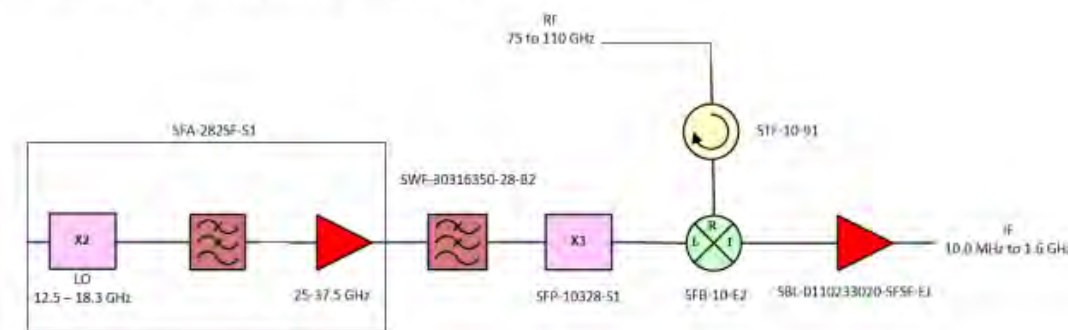 RF
75 to 110 GHz
SFA-282SF-S1
STF-10-91
SWF-30316350-28-B2
X2
X3
L R I
IF
10.0 MHz to 1.6 GHz
LO
12.5 – 18.3 GHz
25-37.5 GHz
SFP-10328-S1
SFB-10-E2
SBL-0110233020-SFSF-E1